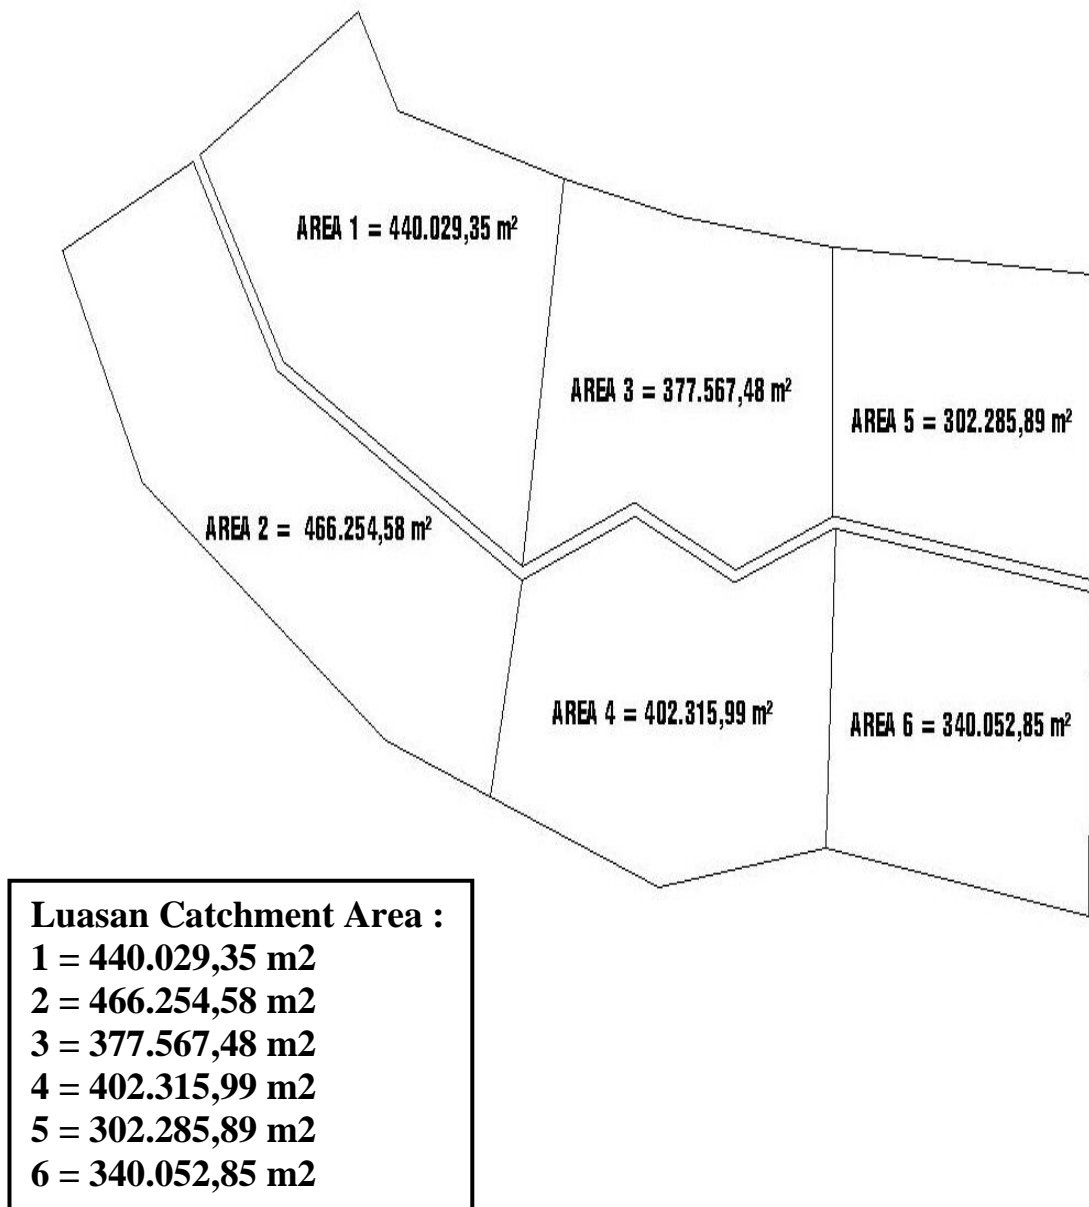 AREA 1 = 440.029,35 m²
AREA 3 = 377.567,48 m²
AREA 5 = 302.285,89 m²
AREA 2 = 466.254,58 m²
AREA 4 = 402.315,99 m²
AREA 6 = 340.052,85 m²
Luasan Catchment Area :
1 = 440.029,35 m2
2 = 466.254,58 m2
3 = 377.567,48 m2
4 = 402.315,99 m2
5 = 302.285,89 m2
6 = 340.052,85 m2